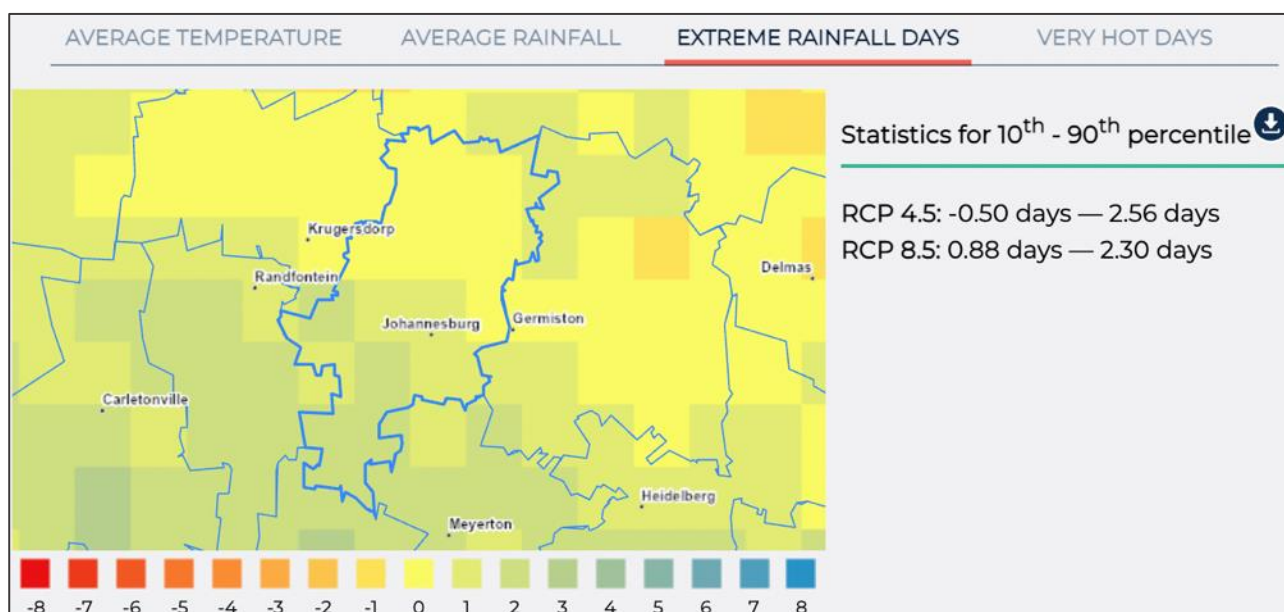 AVERAGE TEMPERATURE AVERAGE RAINFALL EXTREME RAINFALL DAYS VERY HOT DAYS
Statistics for 10th - 90th percentile
RCP 4.5: -0.50 days — 2.56 days
RCP 8.5: 0.88 days — 2.30 days
Krugersdorp
Randfontein
Delmas
Johannesburg
Germiston
Carletonville
Heidelberg
Meyerton
-8 -7 -6 -5 -4 -3 -2 -1 0 1 2 3 4 5 6 7 8